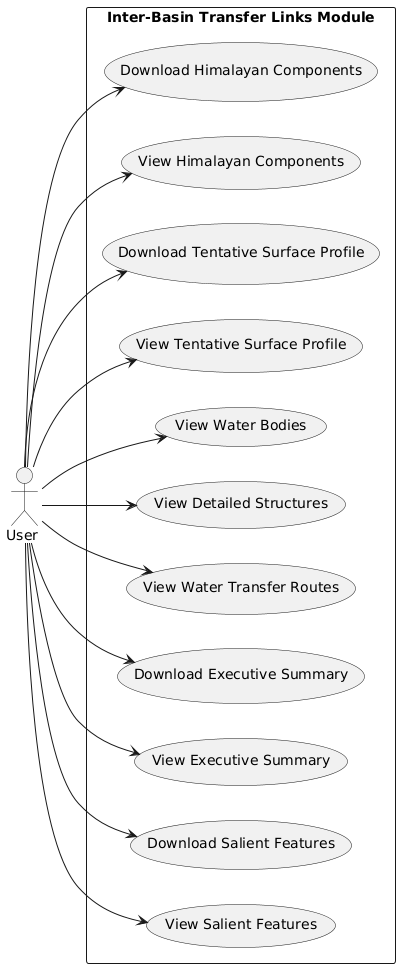 Inter-Basin Transfer Links Module
Download Himalayan Components
View Himalayan Components
Download Tentative Surface Profile
View Tentative Surface Profile
View Water Bodies
View Detailed Structures
User
View Water Transfer Routes
Download Executive Summary
View Executive Summary
Download Salient Features
View Salient Features